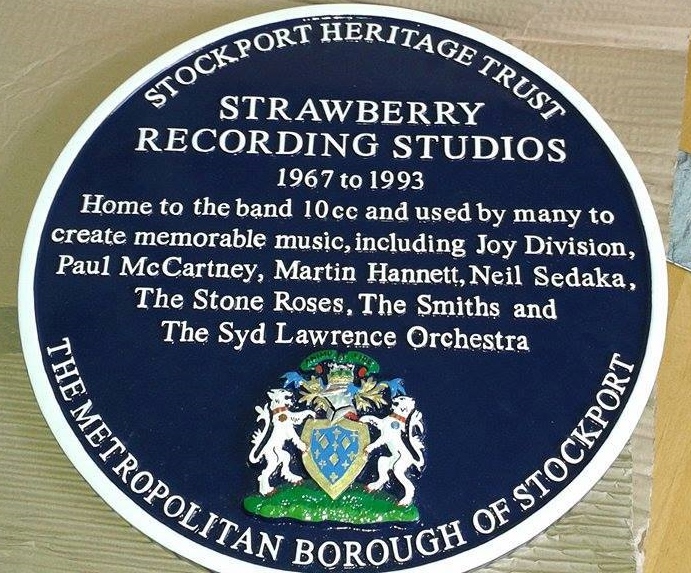 STOCKPORT HERITAGE TRUST
STRAWBERRY
RECORDING STUDIOS
1967 to 1993
Home to the band 10cc and used by many to
create memorable music, including Joy Division,
Paul McCartney, Martin Hannett, Neil Sedaka,
The Stone Roses, The Smiths and
The Syd Lawrence Orchestra
THE METROPOLITAN BOROUGH OF STOCKPORT